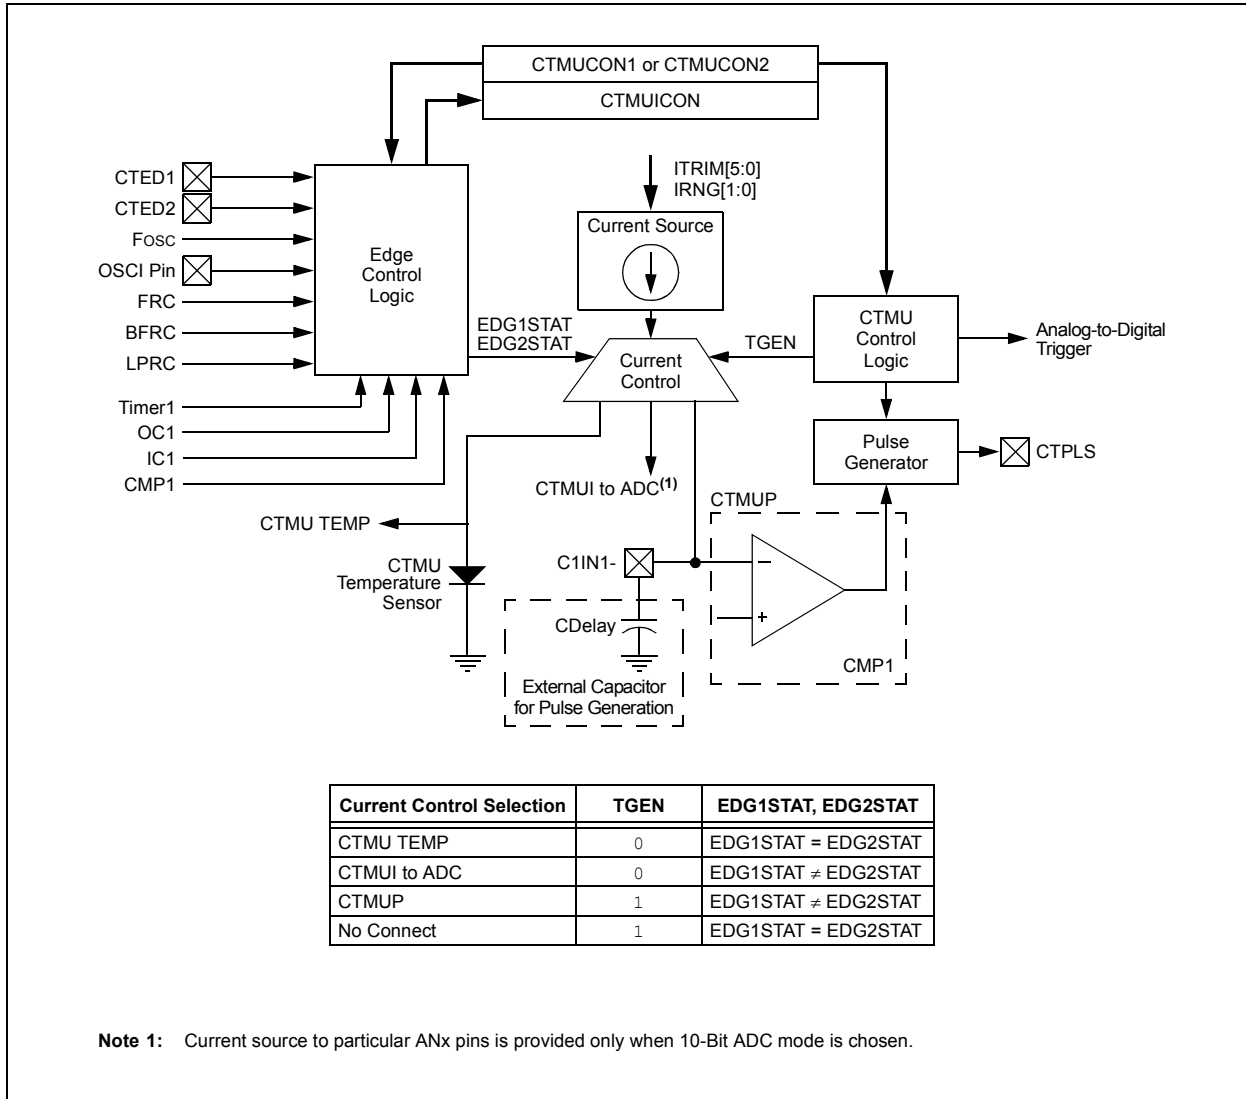 CTMUCON1 or CTMUCON2
CTMUICON
CTED1
CTED2
FOSC
OSCI Pin
FRC
BFRC
LPRC
Timer1
OC1
IC1
CMP1
Edge
Control
Logic
ITRIM[5:0]
IRNG[1:0]
Current Source
EDG1STAT
EDG2STAT
Current
Control
TGEN
CTMU
Control
Logic
Analog-to-Digital
Trigger
Pulse
Generator
CTPLS
CTMUI to ADC(1)
CTMUP
CTMU TEMP
CTMU
Temperature
Sensor
C1IN1-
−
+
CDelay
CMP1
External Capacitor
for Pulse Generation
Current Control Selection TGEN EDG1STAT, EDG2STAT
CTMU TEMP 0 EDG1STAT = EDG2STAT
CTMUI to ADC 0 EDG1STAT ≠ EDG2STAT
CTMUP 1 EDG1STAT ≠ EDG2STAT
No Connect 1 EDG1STAT = EDG2STAT
Note 1: Current source to particular ANx pins is provided only when 10-Bit ADC mode is chosen.